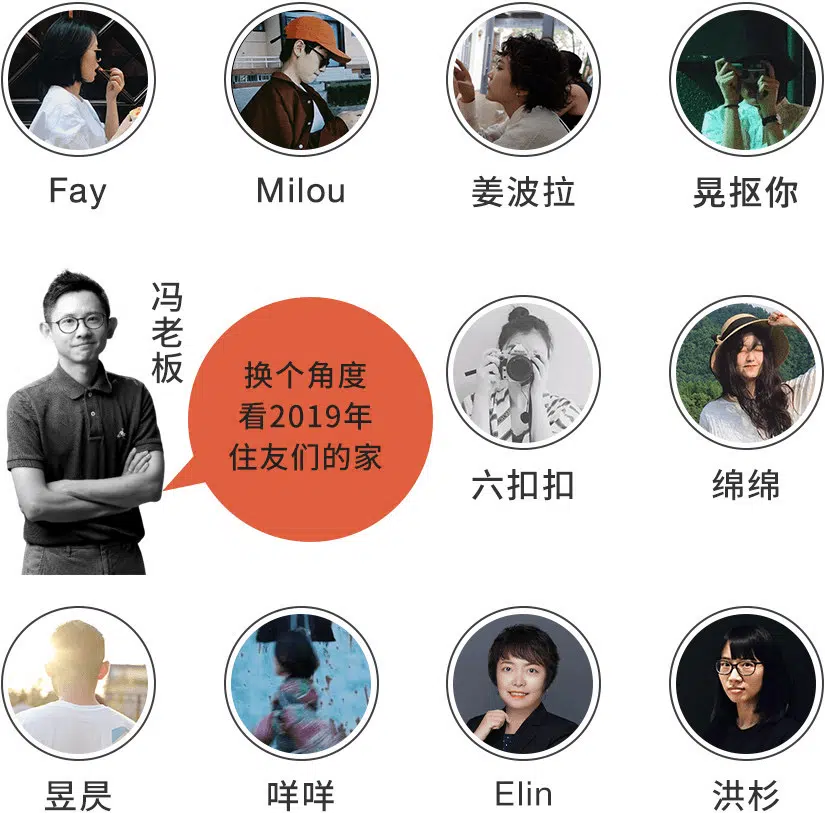 Fay
Milou
姜波拉
晃抠你
冯老板
换个角度
看2019年
住友们的家
六扣扣
绵绵
昱昃
咩咩
Elin
洪杉